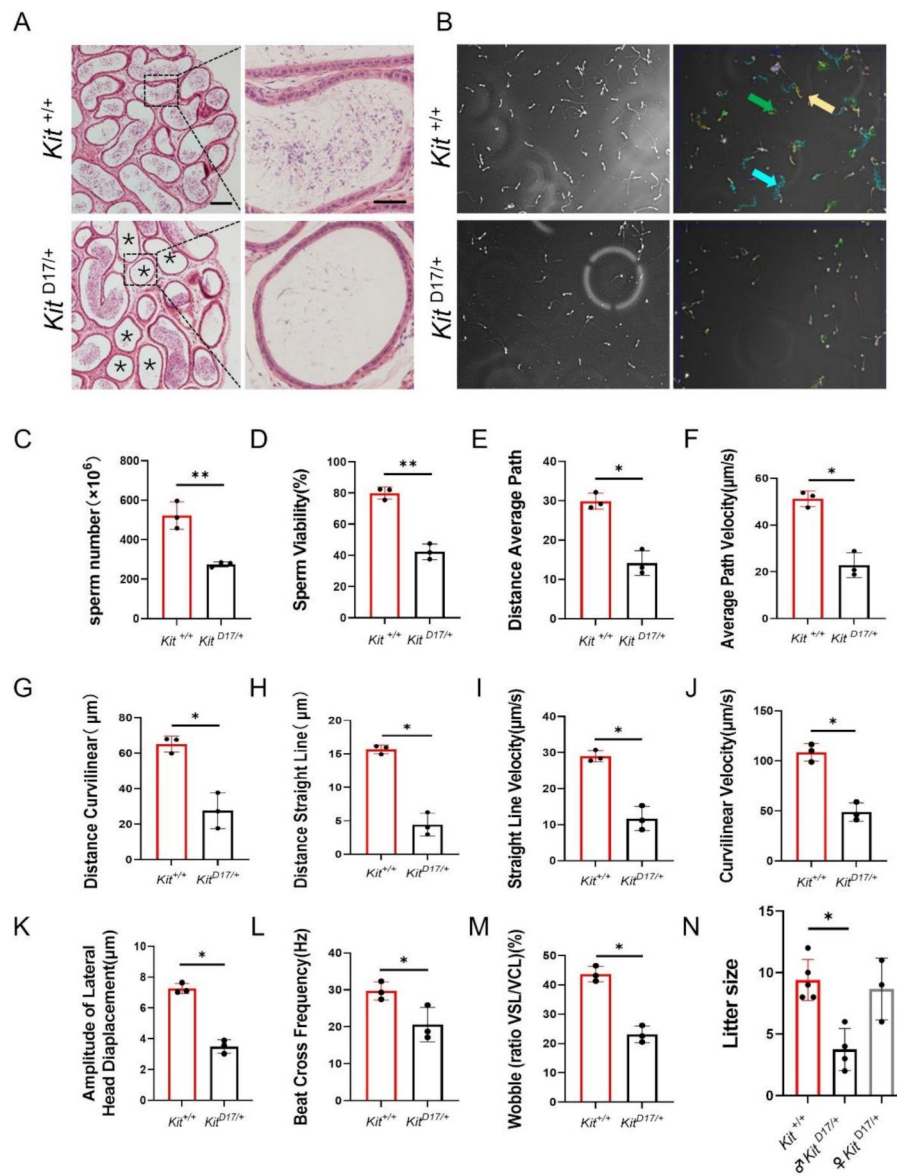 A
B
Kit +/+
Kit D17/+
*
*
*
*
*
*
Kit +/+
Kit D17/+
C
D
E
F
sperm number (×10⁶)
800
600
400
200
0
**
Kit +/+
Kit D17/+
Sperm Viability(%)
100
80
60
40
20
0
**
Kit +/+
Kit D17/+
Distance Average Path
40
30
20
10
0
*
Kit +/+
Kit D17/+
Average Path Velocity(μm/s)
80
60
40
20
0
*
Kit +/+
Kit D17/+
G
H
I
J
Distance Curvilinear( μm)
80
60
40
20
0
*
Kit+/+
KitD17/+
Distance Straight Line( μm)
20
15
10
5
0
*
Kit+/+
KitD17/+
Straight Line Velocity(μm/s)
40
30
20
10
0
*
Kit+/+
KitD17/+
Curvilinear Velocity(μm/s)
150
100
50
0
*
Kit+/+
KitD17/+
K
L
M
N
Amplitude of Lateral
Head Diaplacement(μm)
10
8
6
4
2
0
*
Kit+/+
KitD17/+
Beat Cross Frequency(Hz)
40
30
20
10
0
*
Kit+/+
KitD17/+
Wobble (ratio VSL/VCL)(%)
60
40
20
0
*
Kit+/+
KitD17/+
Litter size
15
10
5
0
*
Kit +/+
♂ Kit D17/+
♀ Kit D17/+